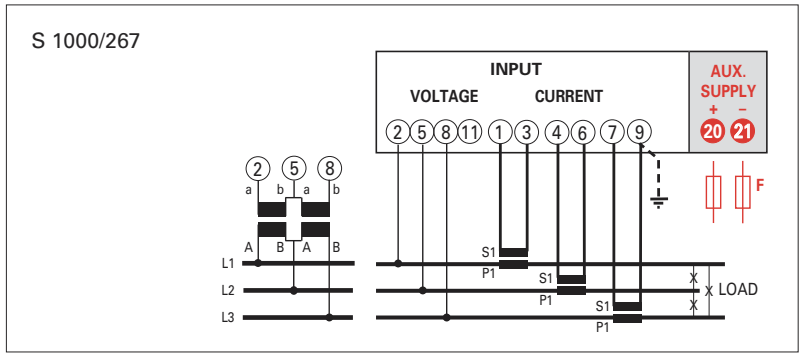 S 1000/267
INPUT
AUX.
SUPPLY
VOLTAGE CURRENT
+ –
2 5 8 11 1 3 4 6 7 9 20 21
2 5 8
a b a b
F
A B A B
L1
S1
P1
L2
S1
P1
X
X
X
LOAD
L3
S1
P1